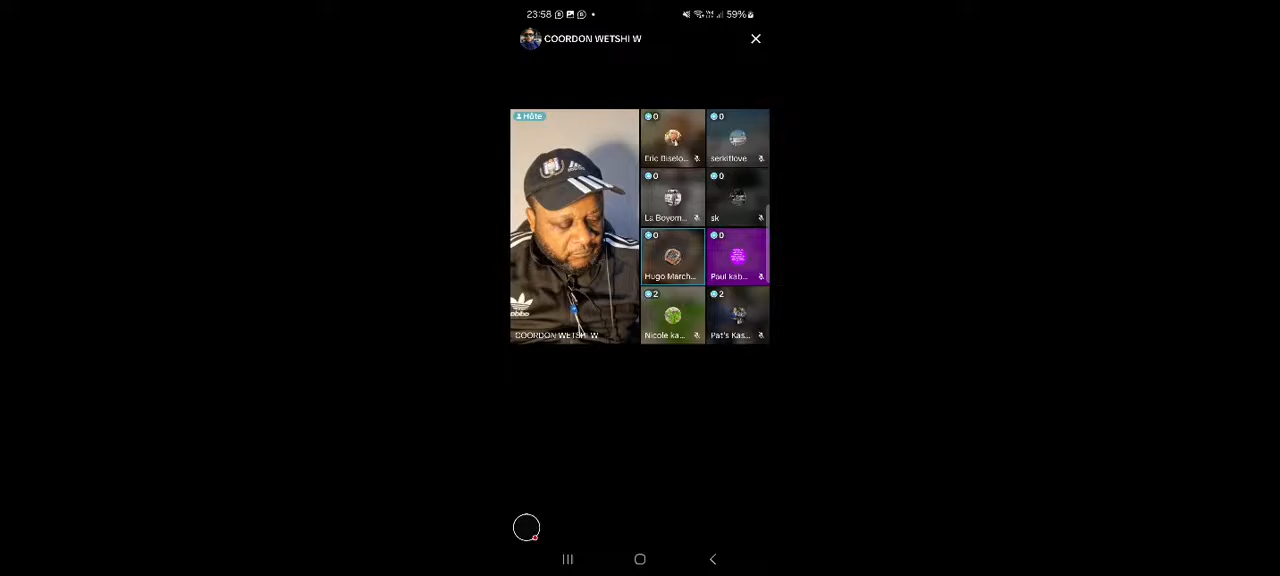 23:58
59%
COORDON WETSHI W
Hôte
0
0
Eric Biselo...
serkitlove
0
0
La Boyom...
sk
0
0
Hugo March...
Paul kab...
2
2
Nicole ka...
Pat's Kas...
COORDON WETSHI W